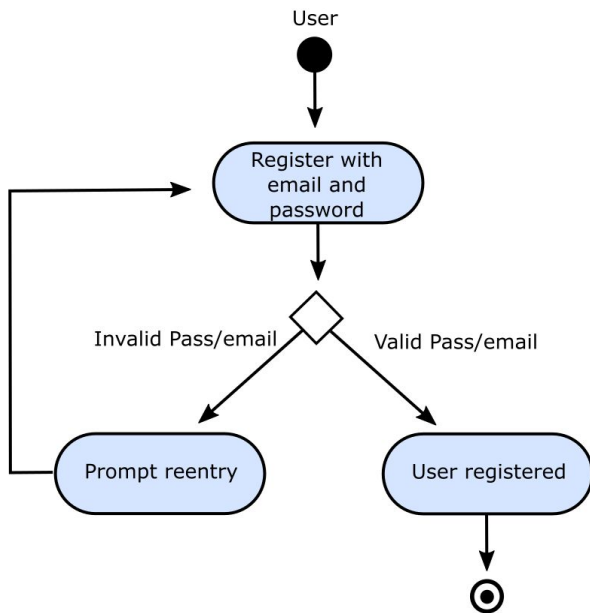 User
Register with
email and
password
Invalid Pass/email
Valid Pass/email
Prompt reentry
User registered